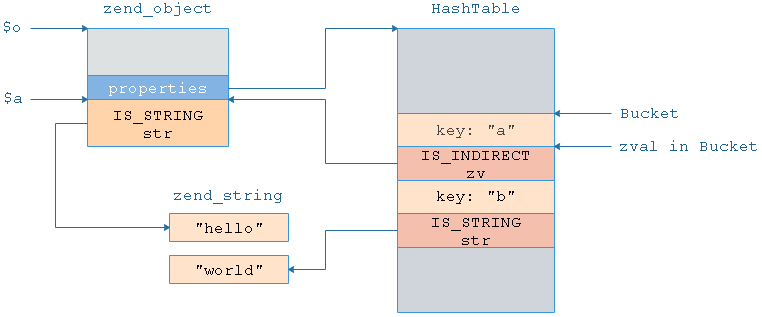 zend_object
HashTable
$o
properties
$a
IS_STRING
str
Bucket
key: "a"
zval in Bucket
IS_INDIRECT
zv
zend_string
key: "b"
"hello"
IS_STRING
str
"world"